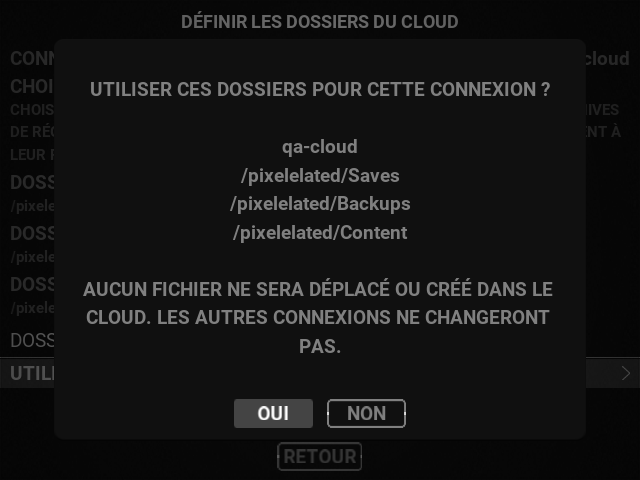 DÉFINIR LES DOSSIERS DU CLOUD
UTILISER CES DOSSIERS POUR CETTE CONNEXION ?
qa-cloud
/pixelelated/Saves
/pixelelated/Backups
/pixelelated/Content
AUCUN FICHIER NE SERA DÉPLACÉ OU CRÉÉ DANS LE
CLOUD. LES AUTRES CONNEXIONS NE CHANGERONT
PAS.
OUI NON
RETOUR